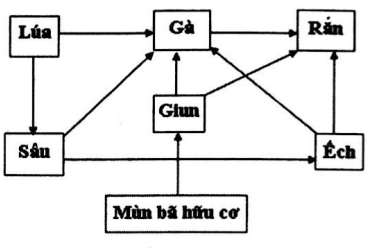 Lúa
Gà
Rắn
Giun
Sâu
Ếch
Mùn bã hữu cơ